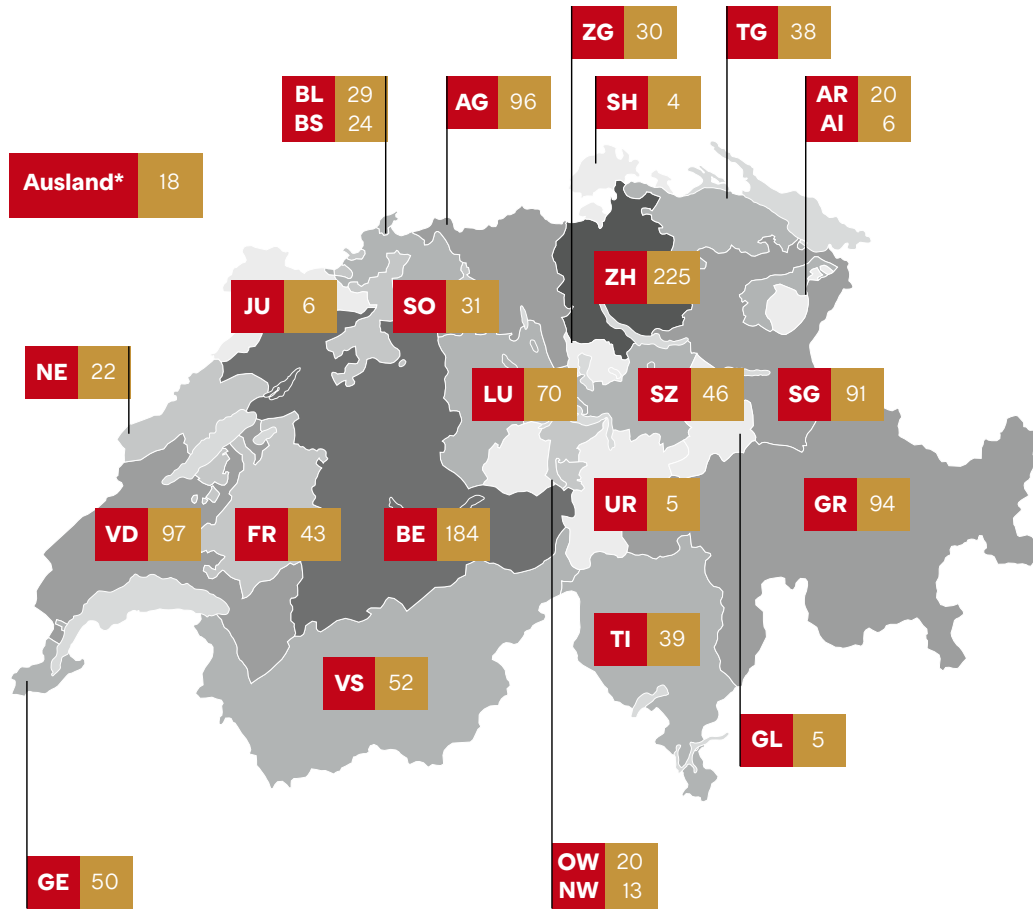 ZG 30
TG 38
BL 29
BS 24
AG 96
SH 4
AR 20
AI 6
Ausland* 18
ZH 225
JU 6
SO 31
NE 22
LU 70
SZ 46
SG 91
UR 5
GR 94
VD 97
FR 43
BE 184
TI 39
VS 52
GL 5
GE 50
OW 20
NW 13